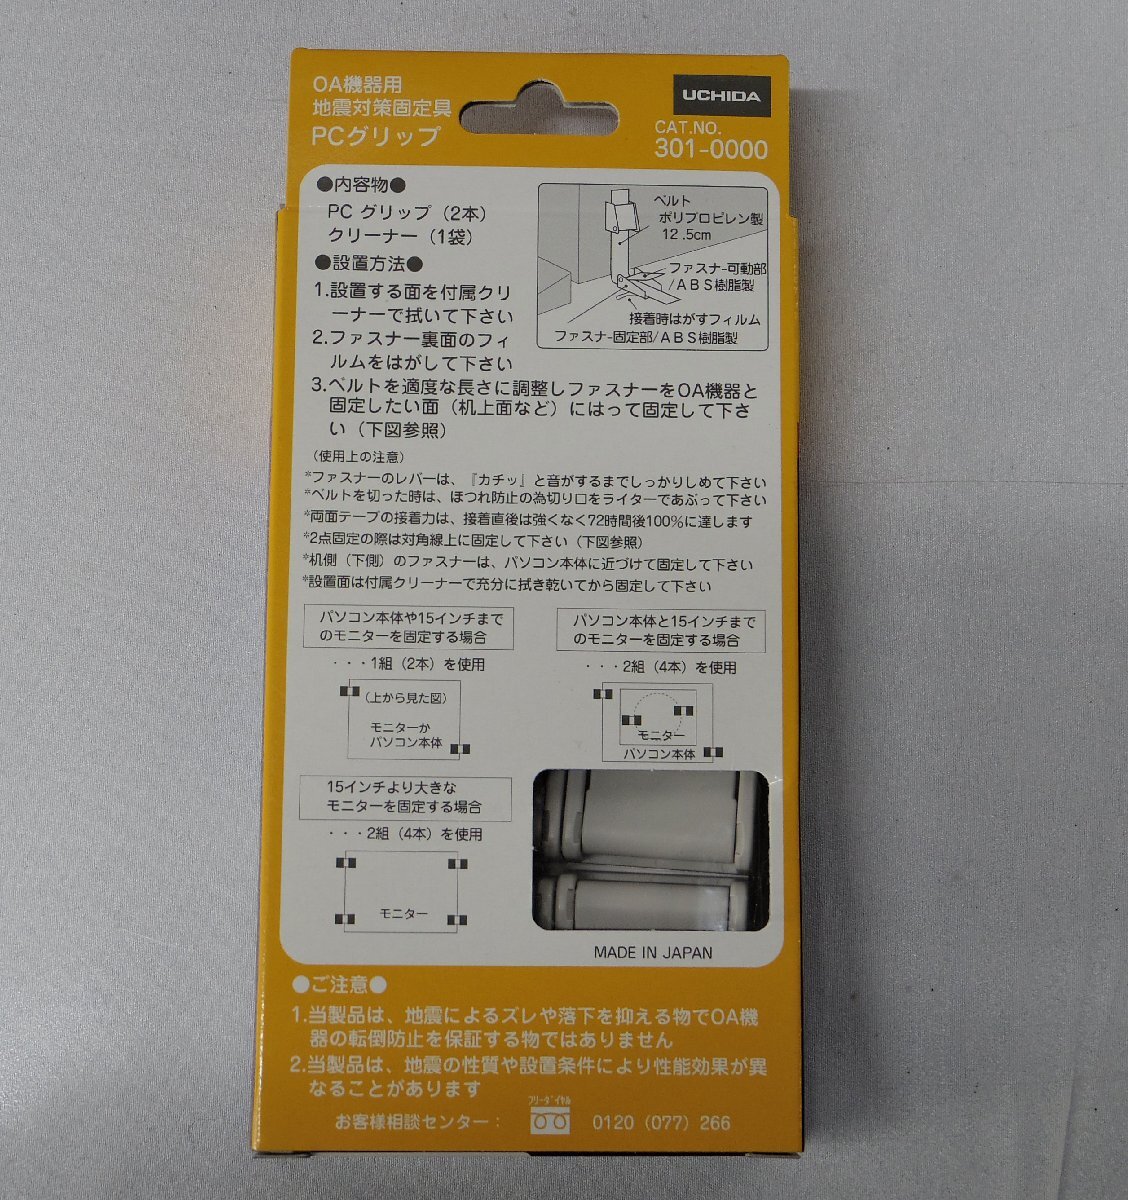 OA機器用
地震対策固定具
PCグリップ
UCHIDA
CAT.NO.
301-0000
●内容物●
PC グリップ（2本）
クリーナー（1袋）
ベルト
ポリプロピレン製
12.5cm
ファスナー可動部
/ABS樹脂製
接着時はがすフィルム
ファスナー固定部/ABS樹脂製
●設置方法●
1.設置する面を付属クリ
ーナーで拭いて下さい
2.ファスナー裏面のフィ
ルムをはがして下さい
3.ベルトを適度な長さに調整しファスナーをOA機器と
固定したい面（机上面など）にはって固定して下さ
い（下図参照）
（使用上の注意）
*ファスナーのレバーは、『カチッ』と音がするまでしっかりしめて下さい
*ベルトを切った時は、ほつれ防止の為切り口をライターであぶって下さい
*両面テープの接着力は、接着直後は強くなく72時間後100%に達します
*2点固定の際は対角線上に固定して下さい（下図参照）
*机側（下側）のファスナーは、パソコン本体に近づけて固定して下さい
*設置面は付属クリーナーで充分に拭き乾いてから固定して下さい
パソコン本体や15インチまで
のモニターを固定する場合
・・・1組（2本）を使用
（上から見た図）
モニターか
パソコン本体
パソコン本体と15インチまで
のモニターを固定する場合
・・・2組（4本）を使用
モニター
パソコン本体
15インチより大きな
モニターを固定する場合
・・・2組（4本）を使用
モニター
MADE IN JAPAN
●ご注意●
1.当製品は、地震によるズレや落下を抑える物でOA機
器の転倒防止を保証する物ではありません
2.当製品は、地震の性質や設置条件により性能効果が異
なることがあります
フリーダイヤル
お客様相談センター： 0120（077）266